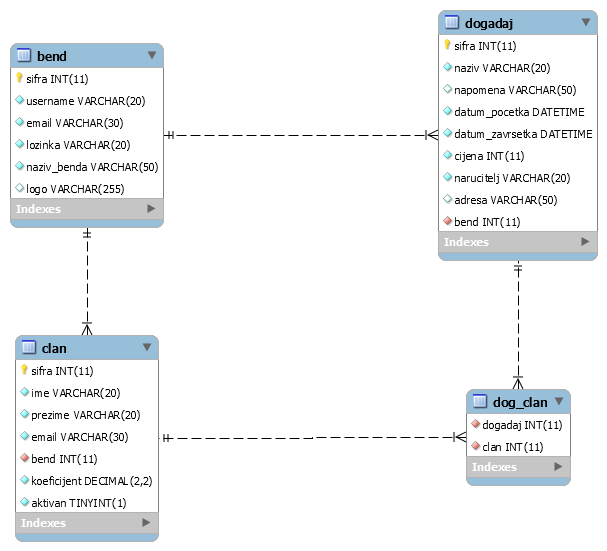 bend
sifra INT(11)
username VARCHAR(20)
email VARCHAR(30)
lozinka VARCHAR(20)
naziv_benda VARCHAR(50)
logo VARCHAR(255)
Indexes
dogadaj
sifra INT(11)
naziv VARCHAR(20)
napomena VARCHAR(50)
datum_pocetka DATETIME
datum_zavrsetka DATETIME
cijena INT(11)
narucitelj VARCHAR(20)
adresa VARCHAR(50)
bend INT(11)
Indexes
clan
sifra INT(11)
ime VARCHAR(20)
prezime VARCHAR(20)
email VARCHAR(30)
bend INT(11)
koeficijent DECIMAL(2,2)
aktivan TINYINT(1)
Indexes
dog_clan
dogadaj INT(11)
clan INT(11)
Indexes